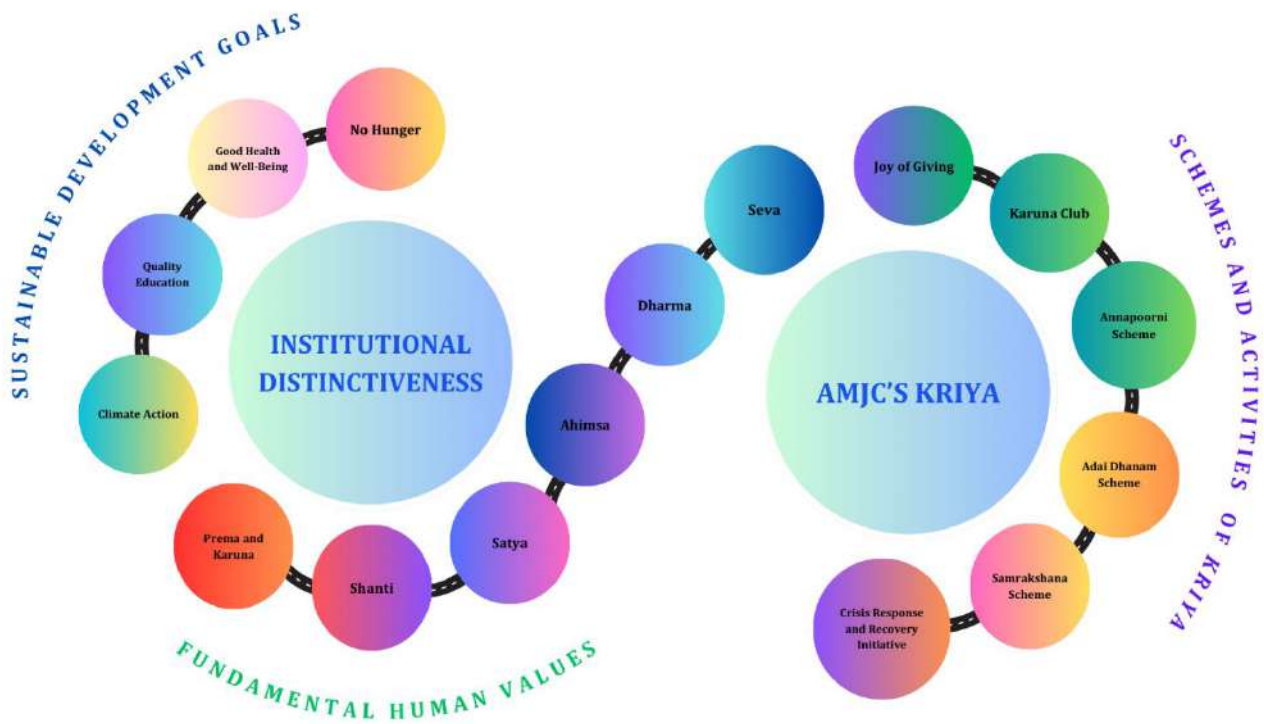 SUSTAINABLE DEVELOPMENT GOALS
No Hunger
Good Health
and Well-Being
Quality
Education
Climate Action
INSTITUTIONAL
DISTINCTIVENESS
Prema and
Karuna
Shanti
Satya
Ahimsa
Dharma
Seva
FUNDAMENTAL HUMAN VALUES
AMJC'S KRIYA
Joy of Giving
Karuna Club
Annapoorni
Scheme
Adai Dhanam
Scheme
Samrakshana
Scheme
Crisis Response
and Recovery
Initiative
SCHEMES AND ACTIVITIES OF KRIYA